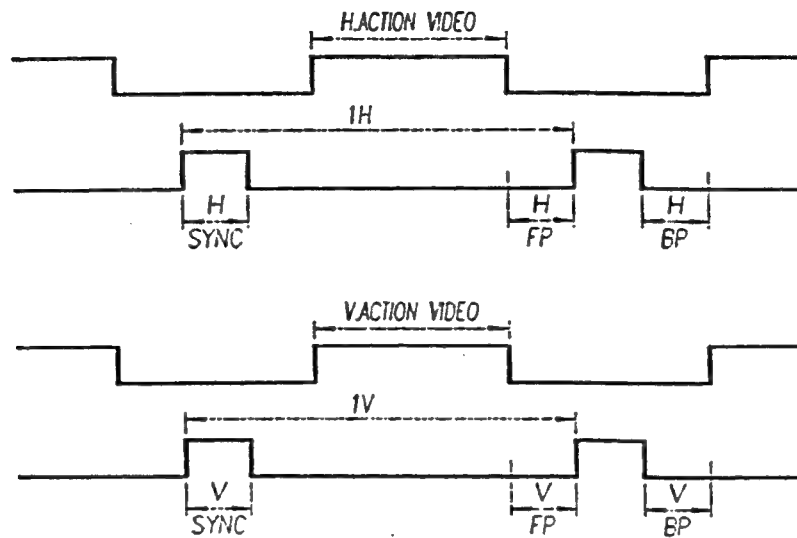 H.ACTION VIDEO
1H
H H H
SYNC FP BP
V.ACTION VIDEO
1V
V V V
SYNC FP BP